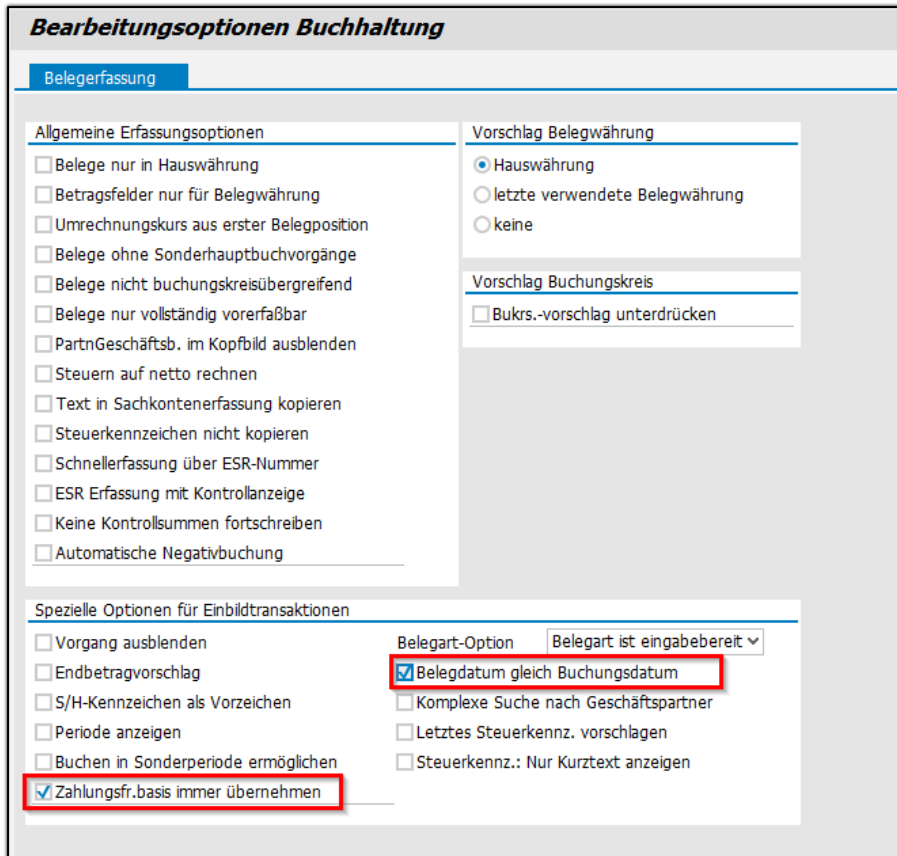 Bearbeitungsoptionen Buchhaltung
Belegerfassung
Allgemeine Erfassungsoptionen
Belege nur in Hauswährung
Betragsfelder nur für Belegwährung
Umrechnungskurs aus erster Belegposition
Belege ohne Sonderhauptbuchvorgänge
Belege nicht buchungskreisübergreifend
Belege nur vollständig vorerfaßbar
PartnGeschäftsb. im Kopfbild ausblenden
Steuern auf netto rechnen
Text in Sachkontenerfassung kopieren
Steuerkennzeichen nicht kopieren
Schnellerfassung über ESR-Nummer
ESR Erfassung mit Kontrollanzeige
Keine Kontrollsummen fortschreiben
Automatische Negativbuchung
Vorschlag Belegwährung
Hauswährung
letzte verwendete Belegwährung
keine
Vorschlag Buchungskreis
Bukrs.-vorschlag unterdrücken
Spezielle Optionen für Einbildtransaktionen
Vorgang ausblenden
Endbetragvorschlag
S/H-Kennzeichen als Vorzeichen
Periode anzeigen
Buchen in Sonderperiode ermöglichen
Zahlungsfr.basis immer übernehmen
Belegart-Option Belegart ist eingabebereit
Belegdatum gleich Buchungsdatum
Komplexe Suche nach Geschäftspartner
Letztes Steuerkennz. vorschlagen
Steuerkennz.: Nur Kurztext anzeigen